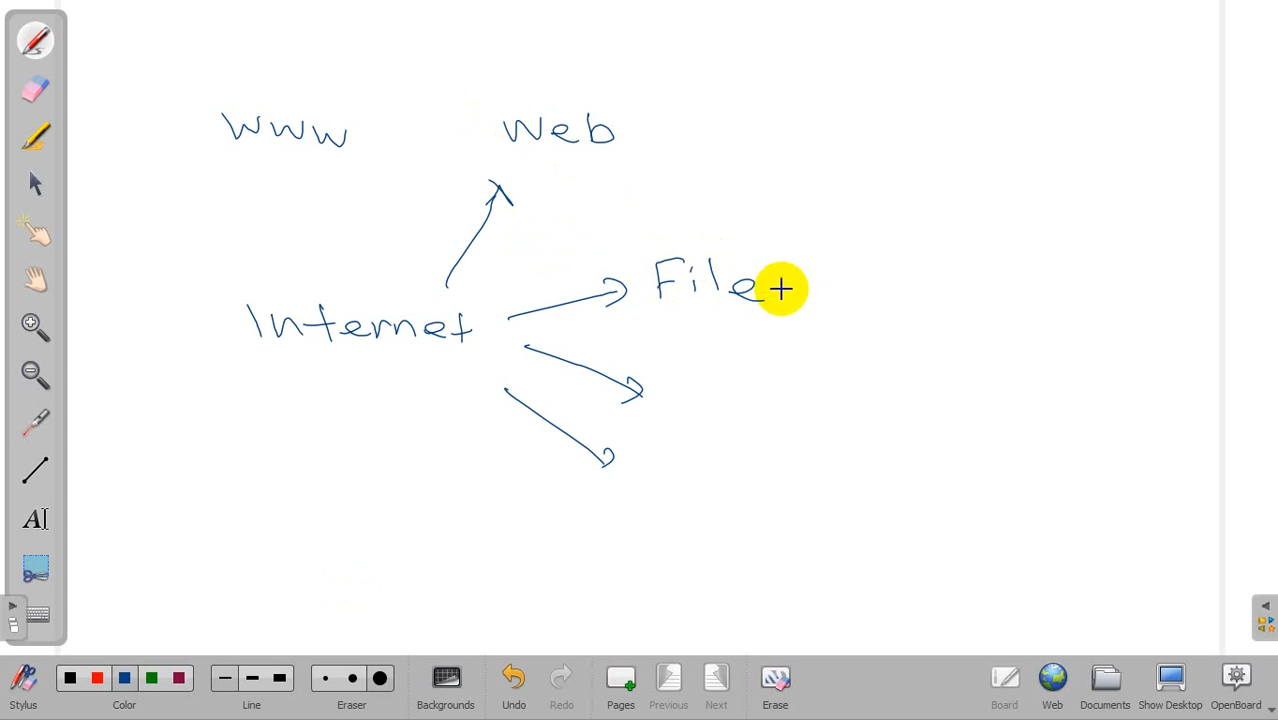 WWW Web
Internet File
AI
Stylus Color Line Eraser Backgrounds Undo Redo Pages Previous Next Erase Board Web Documents Show Desktop OpenBoard